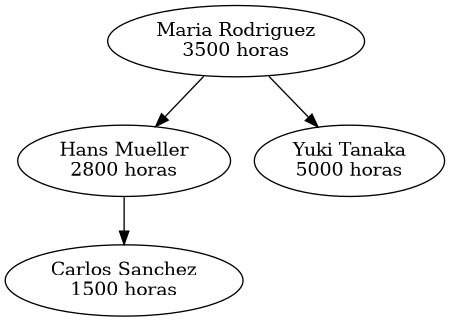 Maria Rodriguez
3500 horas
Hans Mueller
2800 horas
Yuki Tanaka
5000 horas
Carlos Sanchez
1500 horas